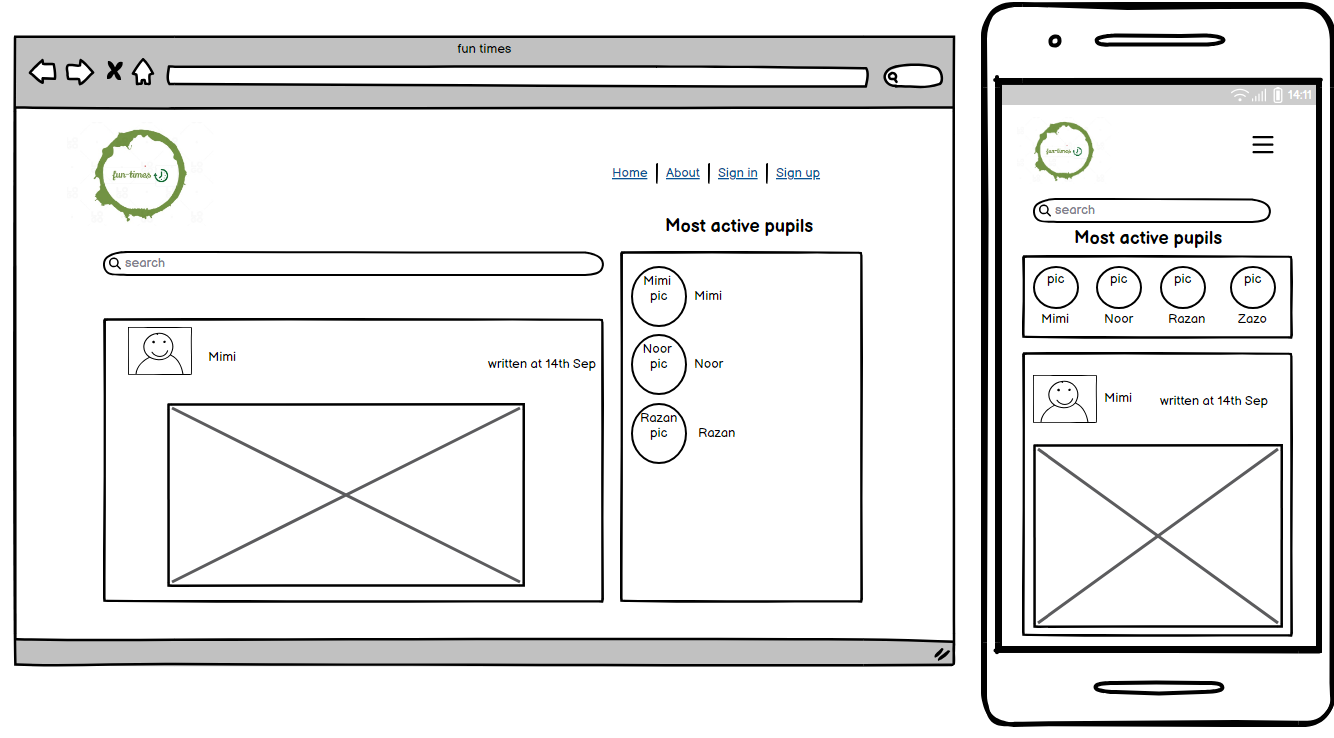 fun times
fun-times
Home | About | Sign in | Sign up
Most active pupils
search
Mimi
pic
Mimi
Noor
pic
Noor
Razan
pic
Razan
Mimi
written at 14th Sep
14:11
fun-times
search
Most active pupils
pic pic pic pic
Mimi Noor Razan Zazo
Mimi
written at 14th Sep